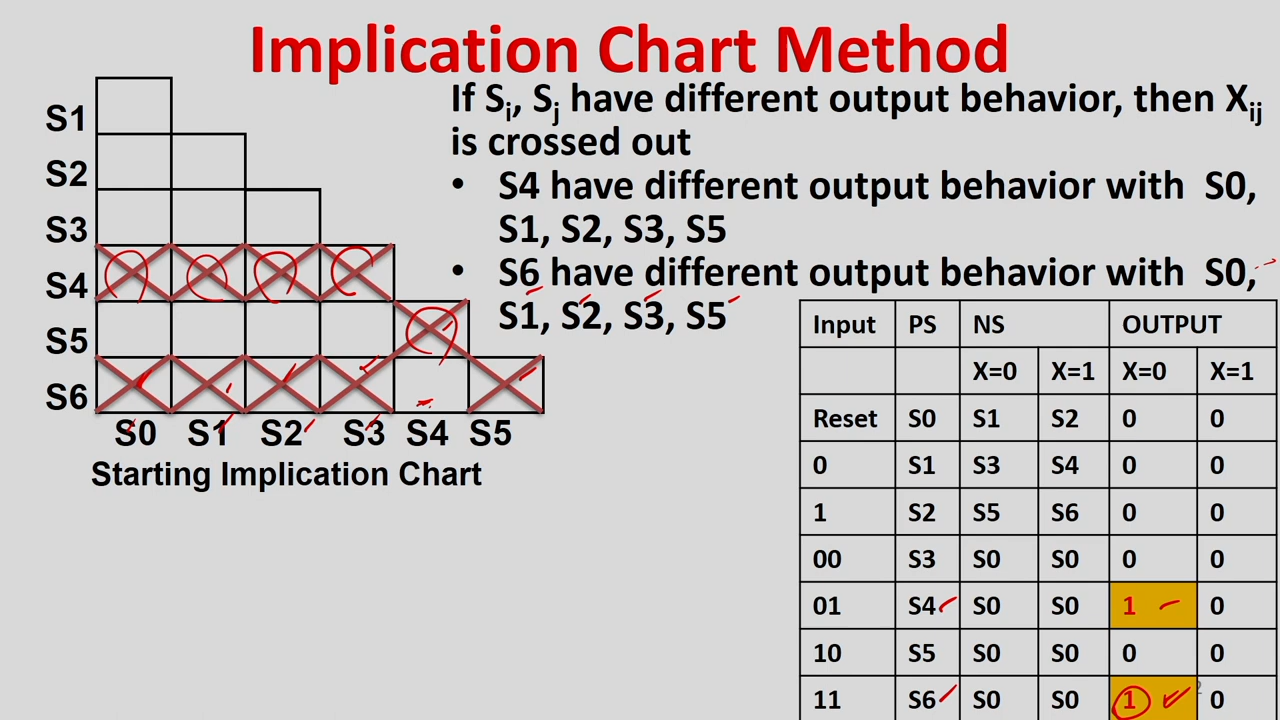 Implication Chart Method
If Si, Sj have different output behavior, then Xij
is crossed out
• S4 have different output behavior with S0,
S1, S2, S3, S5
• S6 have different output behavior with S0,
S1, S2, S3, S5
S1
S2
S3
S4
S5
S6
S0 S1 S2 S3 S4 S5
Starting Implication Chart
Input PS NS OUTPUT
X=0 X=1 X=0 X=1
Reset S0 S1 S2 0 0
0 S1 S3 S4 0 0
1 S2 S5 S6 0 0
00 S3 S0 S0 0 0
01 S4 S0 S0 1 0
10 S5 S0 S0 0 0
11 S6 S0 S0 1 0